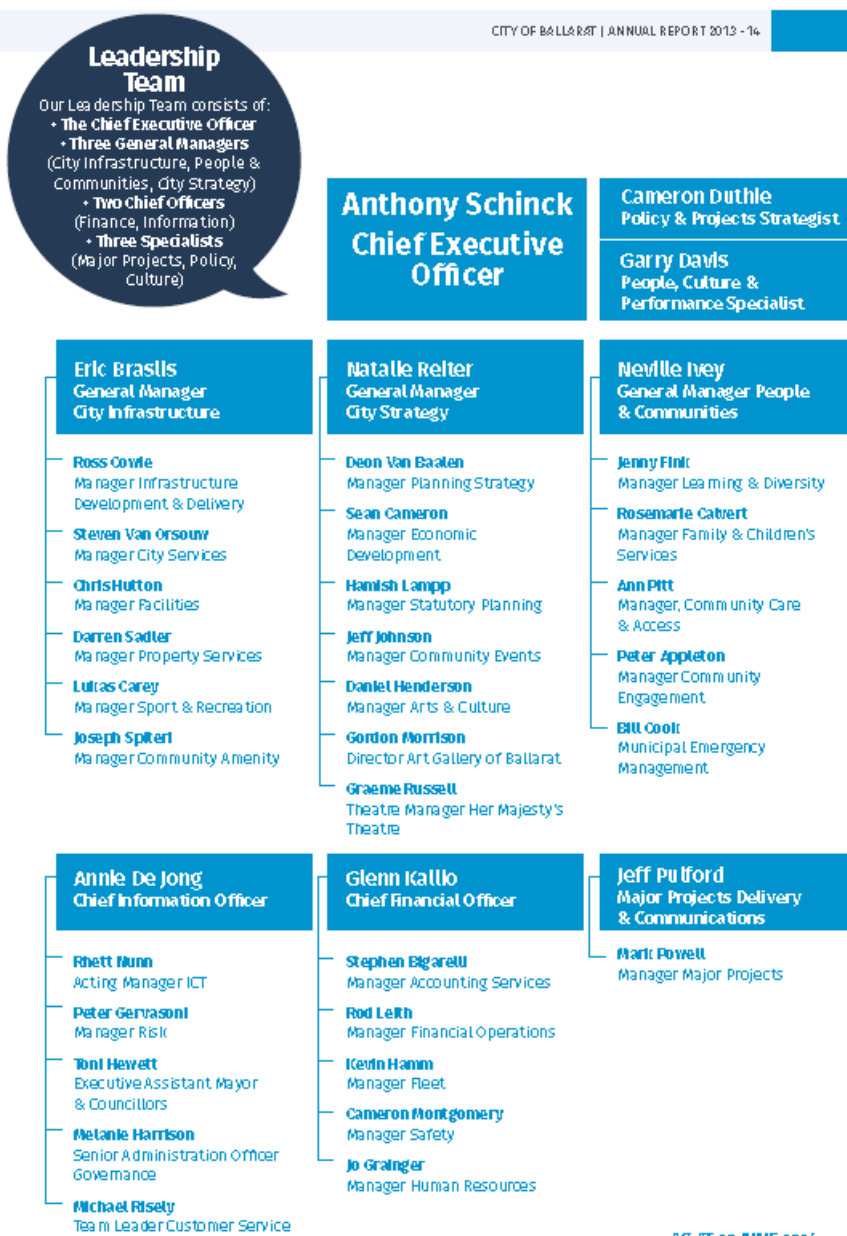 CITY OF BALLARAT | ANNUAL REPORT 2013 - 14
Leadership
Team
Our Leadership Team consists of:
• The Chief Executive Officer
• Three General Managers
(City Infrastructure, People &
Communities, City Strategy)
• Two Chief Officers
(Finance, Information)
• Three Specialists
(Major Projects, Policy,
Culture)
Anthony Schinck
Chief Executive
Officer
Cameron Duthie
Policy & Projects Strategist
Garry Davis
People, Culture &
Performance Specialist
Eric Braslis
General Manager
City Infrastructure
Ross Cowie
Manager Infrastructure
Development & Delivery
Steven Van Orsouw
Manager City Services
Chris Hutton
Manager Facilities
Darren Sadler
Manager Property Services
Lukas Carey
Manager Sport & Recreation
Joseph Spiteri
Manager Community Amenity
Natalie Reiter
General Manager
City Strategy
Deon Van Baalen
Manager Planning Strategy
Sean Cameron
Manager Economic
Development
Hamish Lampp
Manager Statutory Planning
Jeff Johnson
Manager Community Events
Daniel Henderson
Manager Arts & Culture
Gordon Morrison
Director Art Gallery of Ballarat
Graeme Russell
Theatre Manager Her Majesty's
Theatre
Neville Ivey
General Manager People
& Communities
Jenny Fink
Manager Learning & Diversity
Rosemarie Calvert
Manager Family & Children's
Services
Ann Pitt
Manager, Community Care
& Access
Peter Appleton
Manager Community
Engagement
Bill Cook
Municipal Emergency
Management
Annie De Jong
Chief Information Officer
Rhett Nunn
Acting Manager ICT
Peter Gervasoni
Manager Risk
Toni Hewett
Executive Assistant Mayor
& Councillors
Melanie Harrison
Senior Administration Officer
Governance
Michael Risely
Team Leader Customer Service
Glenn Kallio
Chief Financial Officer
Stephen Bigarelli
Manager Accounting Services
Rod Leith
Manager Financial Operations
Kevin Hamm
Manager Fleet
Cameron Montgomery
Manager Safety
Jo Grainger
Manager Human Resources
Jeff Pulford
Major Projects Delivery
& Communications
Mark Powell
Manager Major Projects